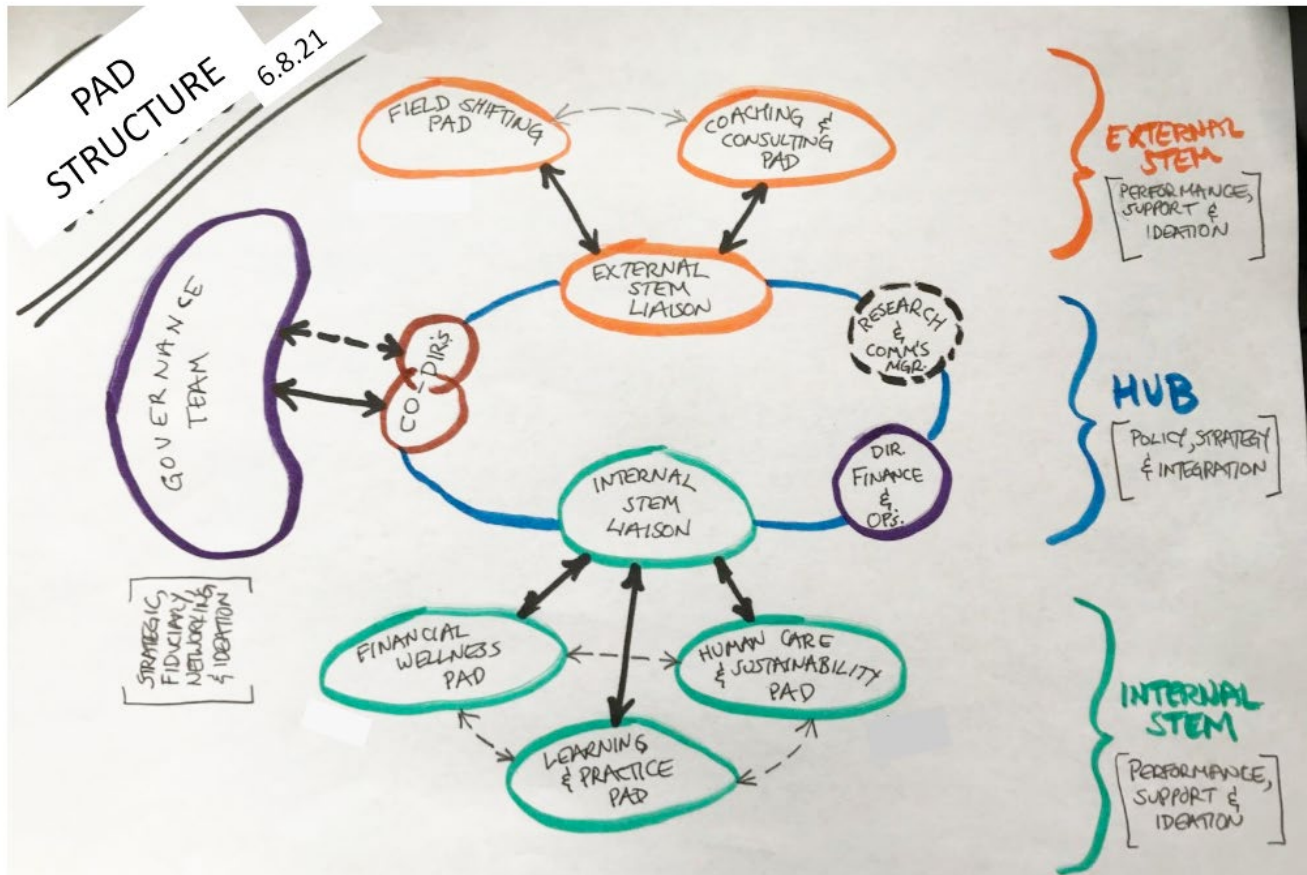 PAD
STRUCTURE
6.8.21
FIELD SHIFTING
PAD
COACHING &
CONSULTING
PAD
EXTERNAL
STEM
[PERFORMANCE,
SUPPORT &
IDEATION]
EXTERNAL
STEM
LIAISON
RESEARCH
&
COMM'S
MGR.
GOVERNANCE
TEAM
CO-DIR'S
HUB
[POLICY, STRATEGY
& INTEGRATION]
DIR.
FINANCE
&
OPS.
INTERNAL
STEM
LIAISON
[STRATEGIC,
FIDUCIARY,
NETWORKING,
& IDEATION]
FINANCIAL
WELLNESS
PAD
HUMAN CARE
& SUSTAINABILITY
PAD
LEARNING
& PRACTICE
PAD
INTERNAL
STEM
[PERFORMANCE,
SUPPORT &
IDEATION]